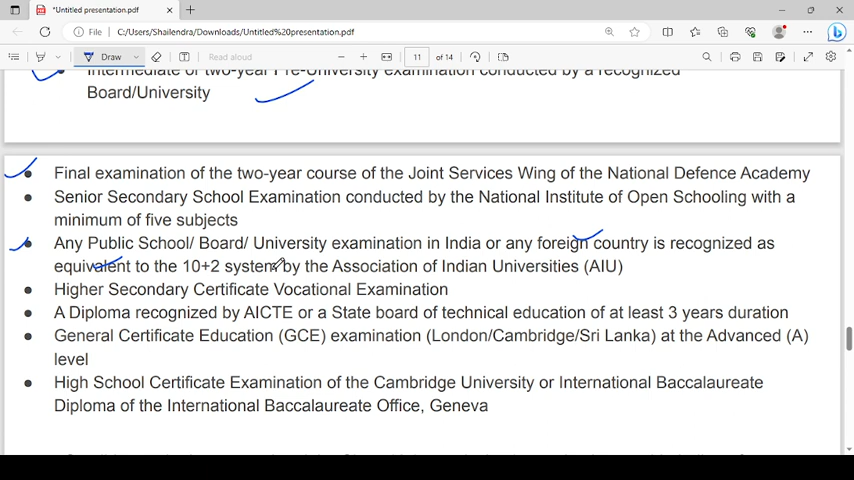 *Untitled presentation.pdf
File
C:/Users/Shailendra/Downloads/Untitled%20presentation.pdf
Draw
Read aloud
11
of 14
Intermediate or two-year Pre-University examination conducted by a recognized
Board/University
Final examination of the two-year course of the Joint Services Wing of the National Defence Academy
Senior Secondary School Examination conducted by the National Institute of Open Schooling with a
minimum of five subjects
Any Public School/ Board/ University examination in India or any foreign country is recognized as
equivalent to the 10+2 system by the Association of Indian Universities (AIU)
Higher Secondary Certificate Vocational Examination
A Diploma recognized by AICTE or a State board of technical education of at least 3 years duration
General Certificate Education (GCE) examination (London/Cambridge/Sri Lanka) at the Advanced (A)
level
High School Certificate Examination of the Cambridge University or International Baccalaureate
Diploma of the International Baccalaureate Office, Geneva